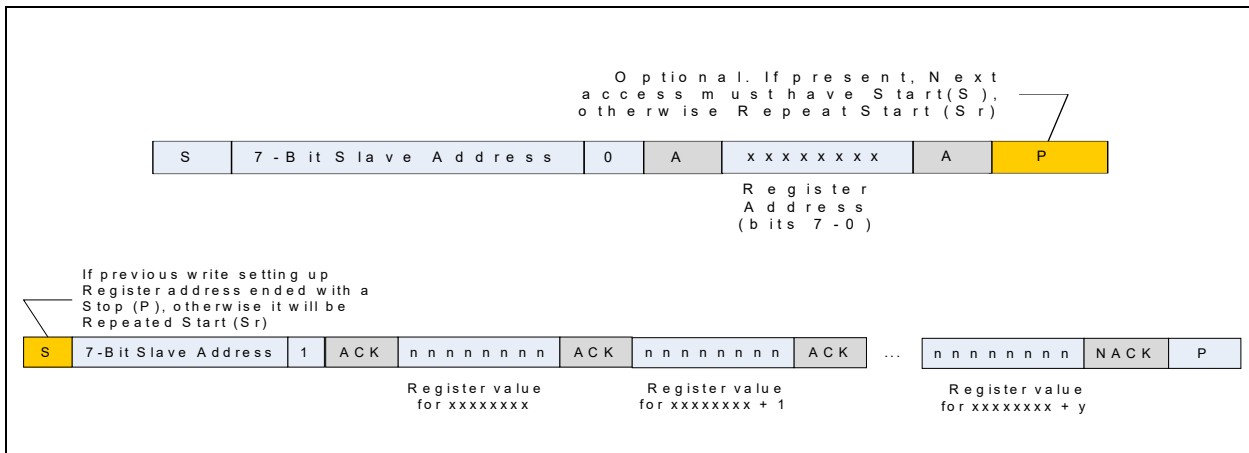 Optional. If present, Next
access must have Start(S),
otherwise Repeat Start (Sr)
S 7-Bit Slave Address 0 A xxxxxxxx A P
Register
Address
(bits 7-0)
If previous write setting up
Register address ended with a
Stop (P), otherwise it will be
Repeated Start (Sr)
S 7-Bit Slave Address 1 ACK nnnnnnnn ACK nnnnnnnn ACK ... nnnnnnnn NACK P
Register value
for xxxxxxxx
Register value
for xxxxxxxx + 1
Register value
for xxxxxxxx + y